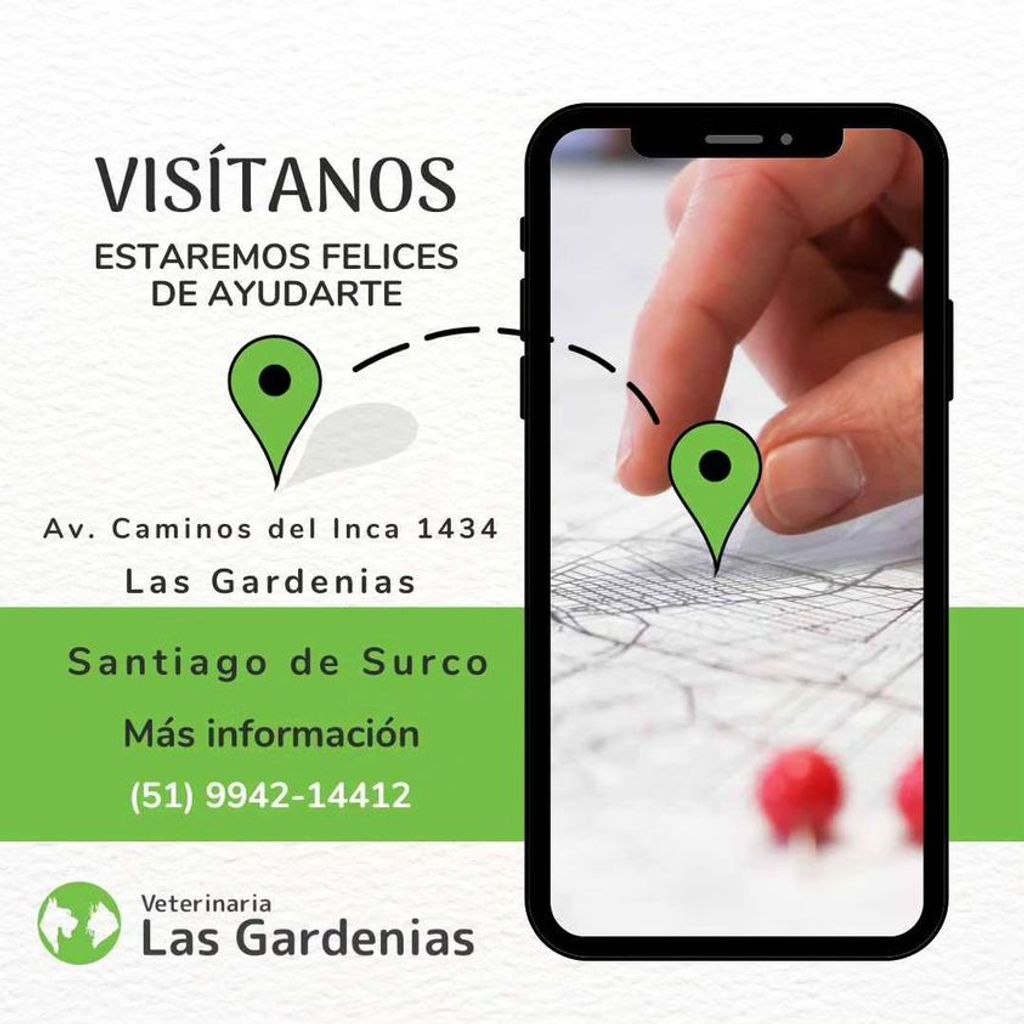 VISÍTANOS
ESTAREMOS FELICES
DE AYUDARTE
Av. Caminos del Inca 1434
Las Gardenias
Santiago de Surco
Más información
(51) 9942-14412
Veterinaria
Las Gardenias